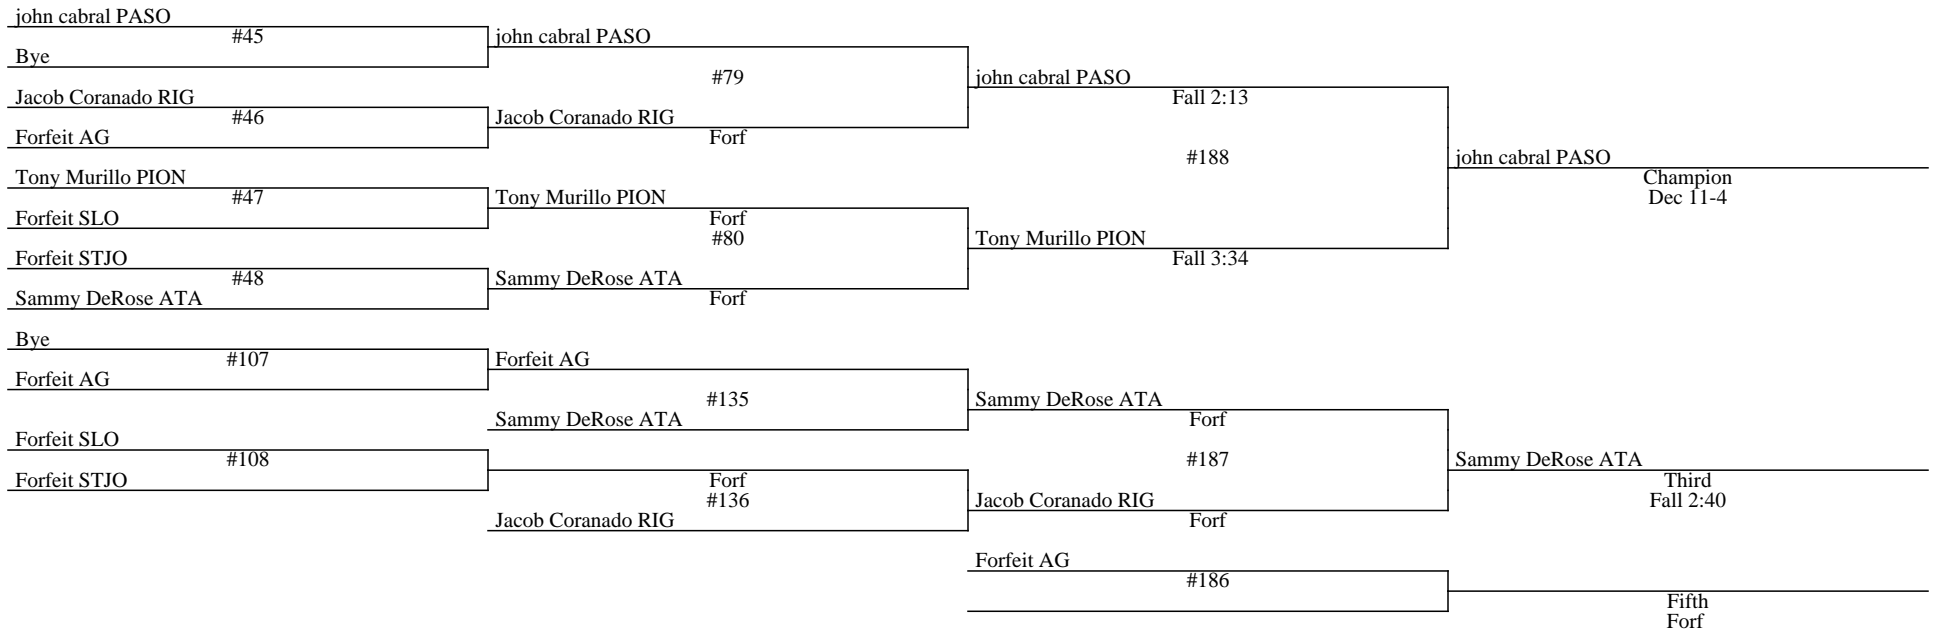 john cabral PASO
#45
Bye
john cabral PASO
#79
Jacob Coranado RIG
#46
Forfeit AG
Jacob Coranado RIG
Forf
john cabral PASO
Fall 2:13
#188
Tony Murillo PION
#47
Forfeit SLO
Tony Murillo PION
Forf
#80
Forfeit STJO
#48
Sammy DeRose ATA
Sammy DeRose ATA
Forf
Tony Murillo PION
Fall 3:34
john cabral PASO
Champion
Dec 11-4
Bye
#107
Forfeit AG
Forfeit AG
#135
Sammy DeRose ATA
Sammy DeRose ATA
Forf
#187
Forfeit SLO
#108
Forfeit STJO
Forf
#136
Jacob Coranado RIG
Jacob Coranado RIG
Forf
Sammy DeRose ATA
Third
Fall 2:40
Forfeit AG
#186
Fifth
Forf